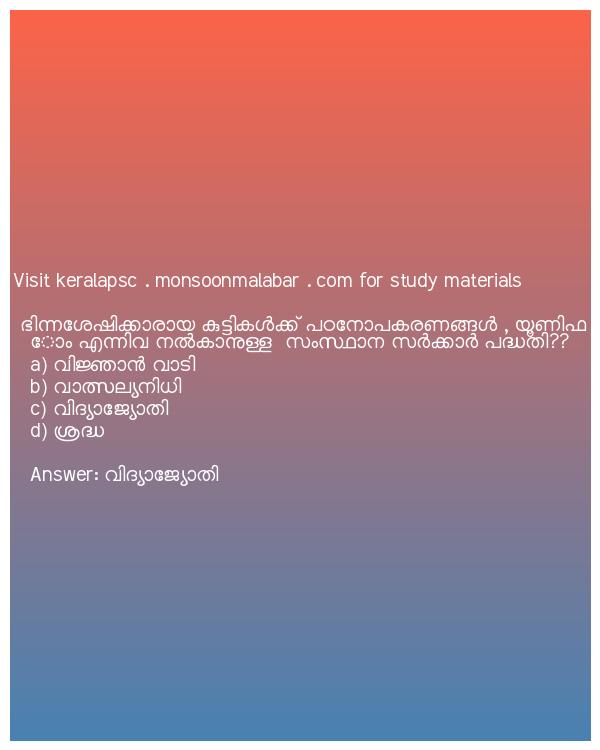 Visit keralapsc . monsoonmalabar . com for study materials
ഭിന്നശേഷിക്കാരായ കുട്ടികൾക്ക് പഠനോപകരണങ്ങൾ , യൂണിഫ
ോം എന്നിവ നൽകാനുള്ള  സംസ്ഥാന സർക്കാർ പദ്ധതി??
a) വിജ്ഞാൻ വാടി
b) വാത്സല്യനിധി
c) വിദ്യാജ്യോതി
d) ശ്രദ്ധ
Answer: വിദ്യാജ്യോതി